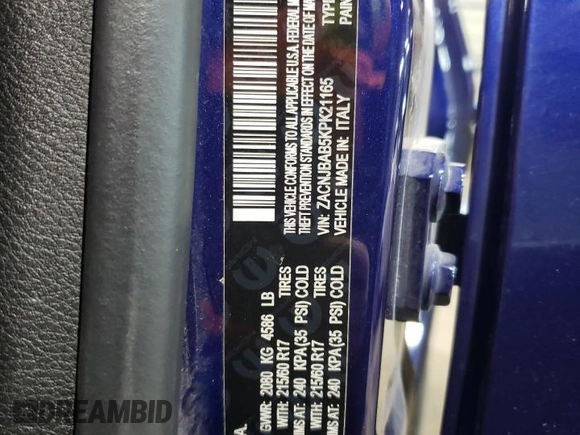 GVWR: 2080 KG 4586 LB
WITH: 215/60 R17 TIRES
AT: 240 KPA(35 PSI) COLD
WITH: 215/60 R17 TIRES
AT: 240 KPA(35 PSI) COLD
THIS VEHICLE CONFORMS TO ALL APPLICABLE U.S.A. FEDERAL
THEFT PREVENTION STANDARDS IN EFFECT ON THE DATE OF
VIN: ZACNJBAB5KPK21165
VEHICLE MADE IN: ITALY
DREAMBID